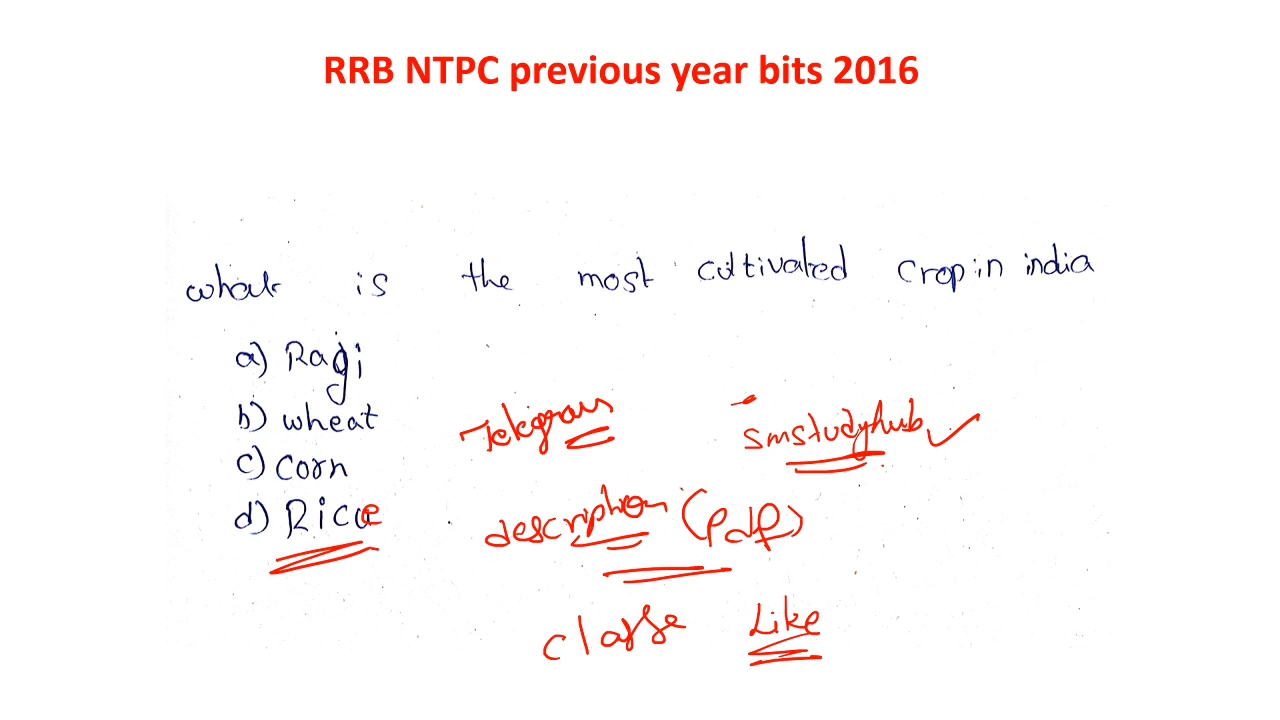 RRB NTPC previous year bits 2016
what is the most cultivated crop in india
a) Ragi
b) wheat
c) corn
d) Rice
Telegram smstudyhub
description (Pdf)
Like